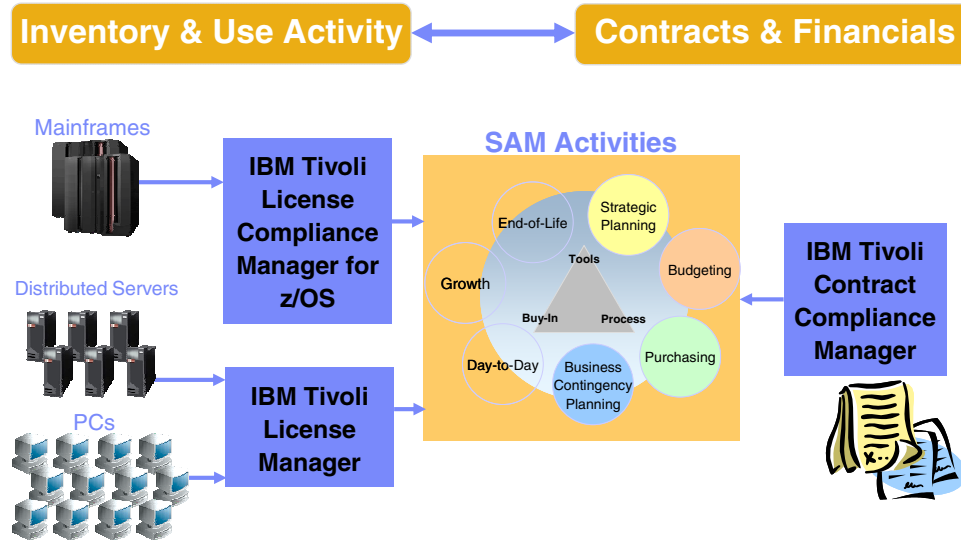 Inventory & Use Activity
Contracts & Financials
Mainframes
IBM Tivoli
License
Compliance
Manager for
z/OS
Distributed Servers
PCs
IBM Tivoli
License
Manager
SAM Activities
End-of-Life
Strategic
Planning
Growth
Tools
Budgeting
Buy-In
Process
Day-to-Day
Business
Contingency
Planning
Purchasing
IBM Tivoli
Contract
Compliance
Manager
x...